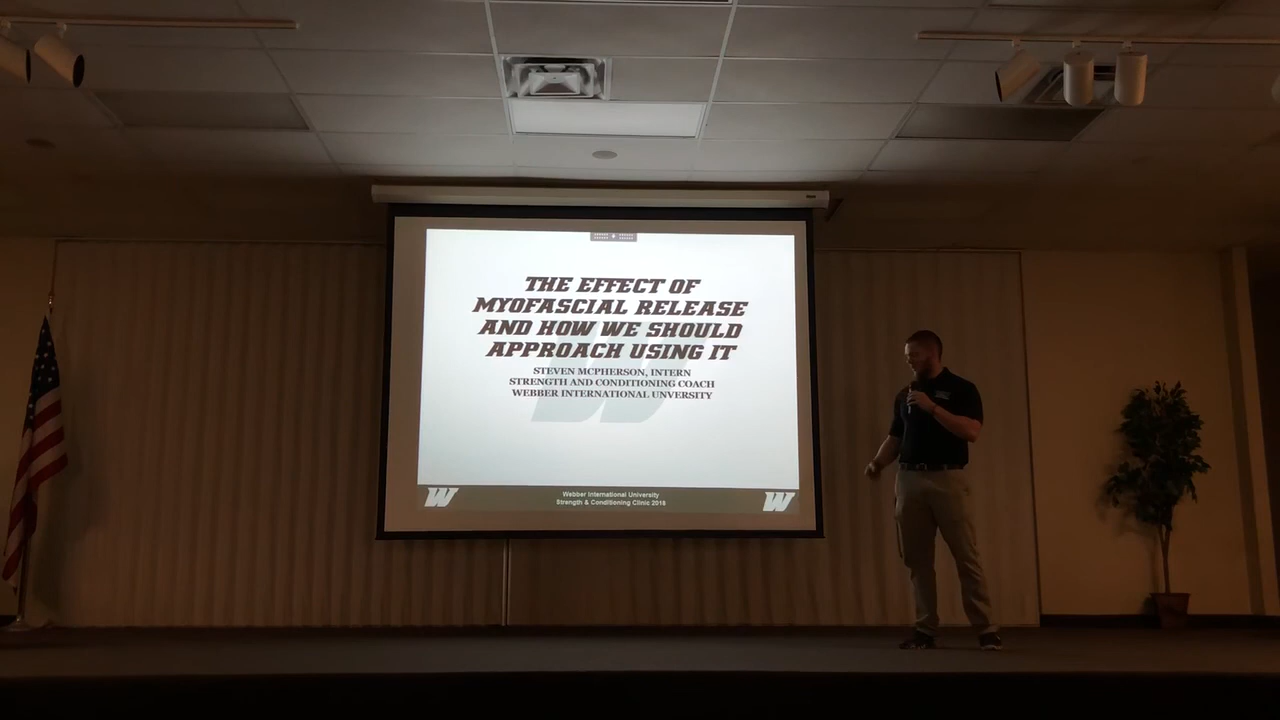 THE EFFECT OF
MYOFASCIAL RELEASE
AND HOW WE SHOULD
APPROACH USING IT
STEVEN MCPHERSON, INTERN
STRENGTH AND CONDITIONING COACH
WEBBER INTERNATIONAL UNVERSITY
W
Webber International University
Strength & Conditioning Clinic 2018
W
W